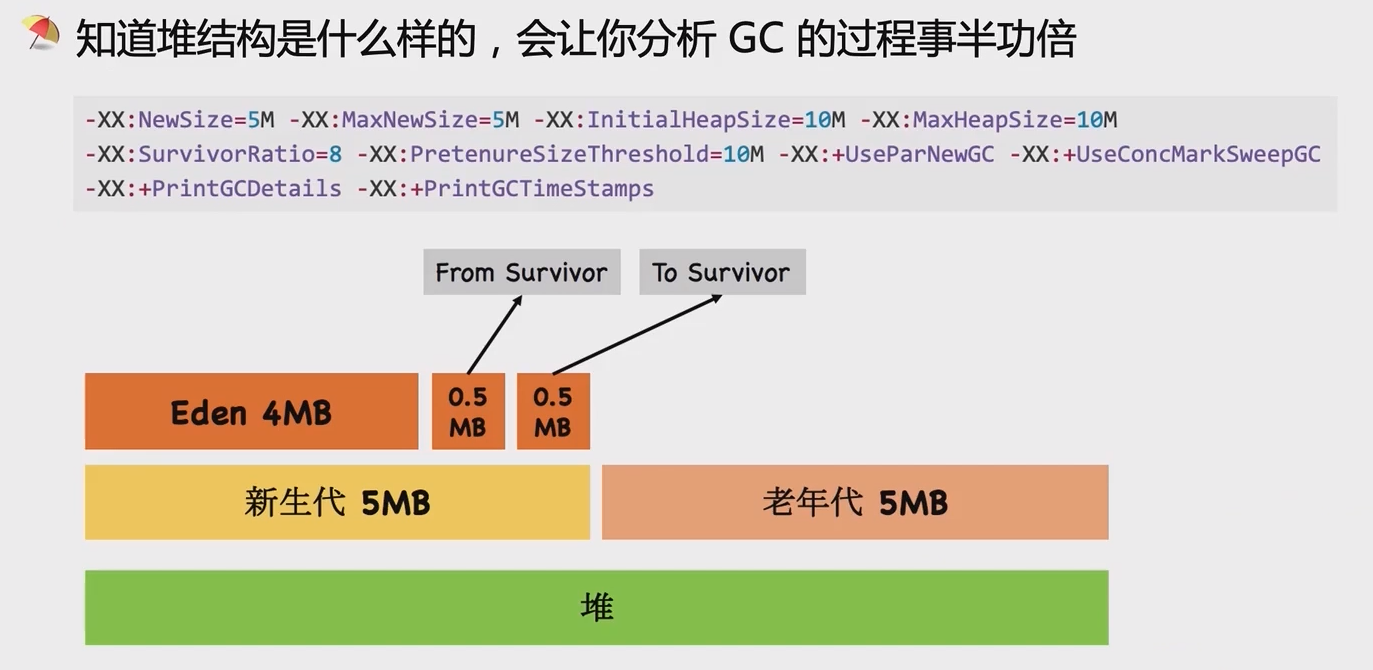 知道堆结构是什么样的，会让你分析 GC 的过程事半功倍
-XX:NewSize=5M -XX:MaxNewSize=5M -XX:InitialHeapSize=10M -XX:MaxHeapSize=10M
-XX:SurvivorRatio=8 -XX:PretenureSizeThreshold=10M -XX:+UseParNewGC -XX:+UseConcMarkSweepGC
-XX:+PrintGCDetails -XX:+PrintGCTimeStamps
From Survivor
To Survivor
Eden 4MB
0.5
MB
0.5
MB
新生代 5MB
老年代 5MB
堆